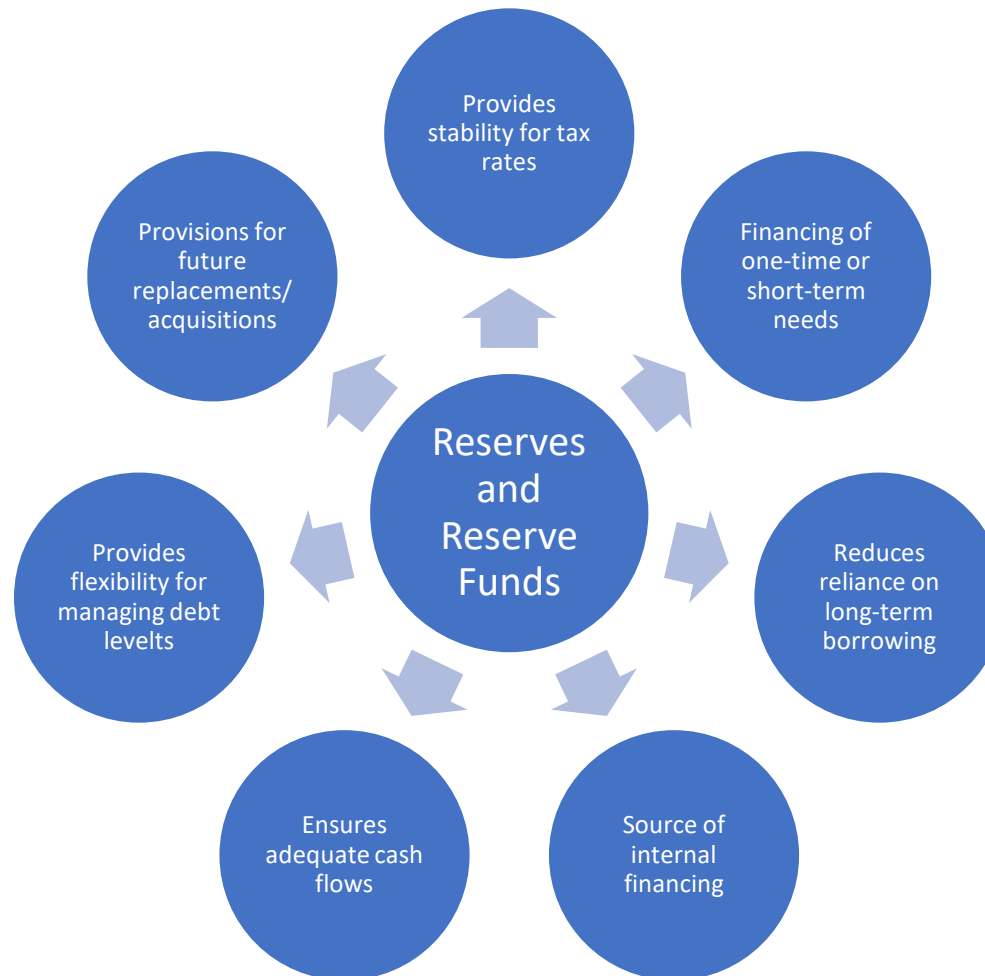 Provides
stability for tax
rates
Financing of
one-time or
short-term
needs
Reduces
reliance on
long-term
borrowing
Source of
internal
financing
Ensures
adequate cash
flows
Provides
flexibility for
managing debt
levelts
Provisions for
future
replacements/
acquisitions
Reserves
and
Reserve
Funds